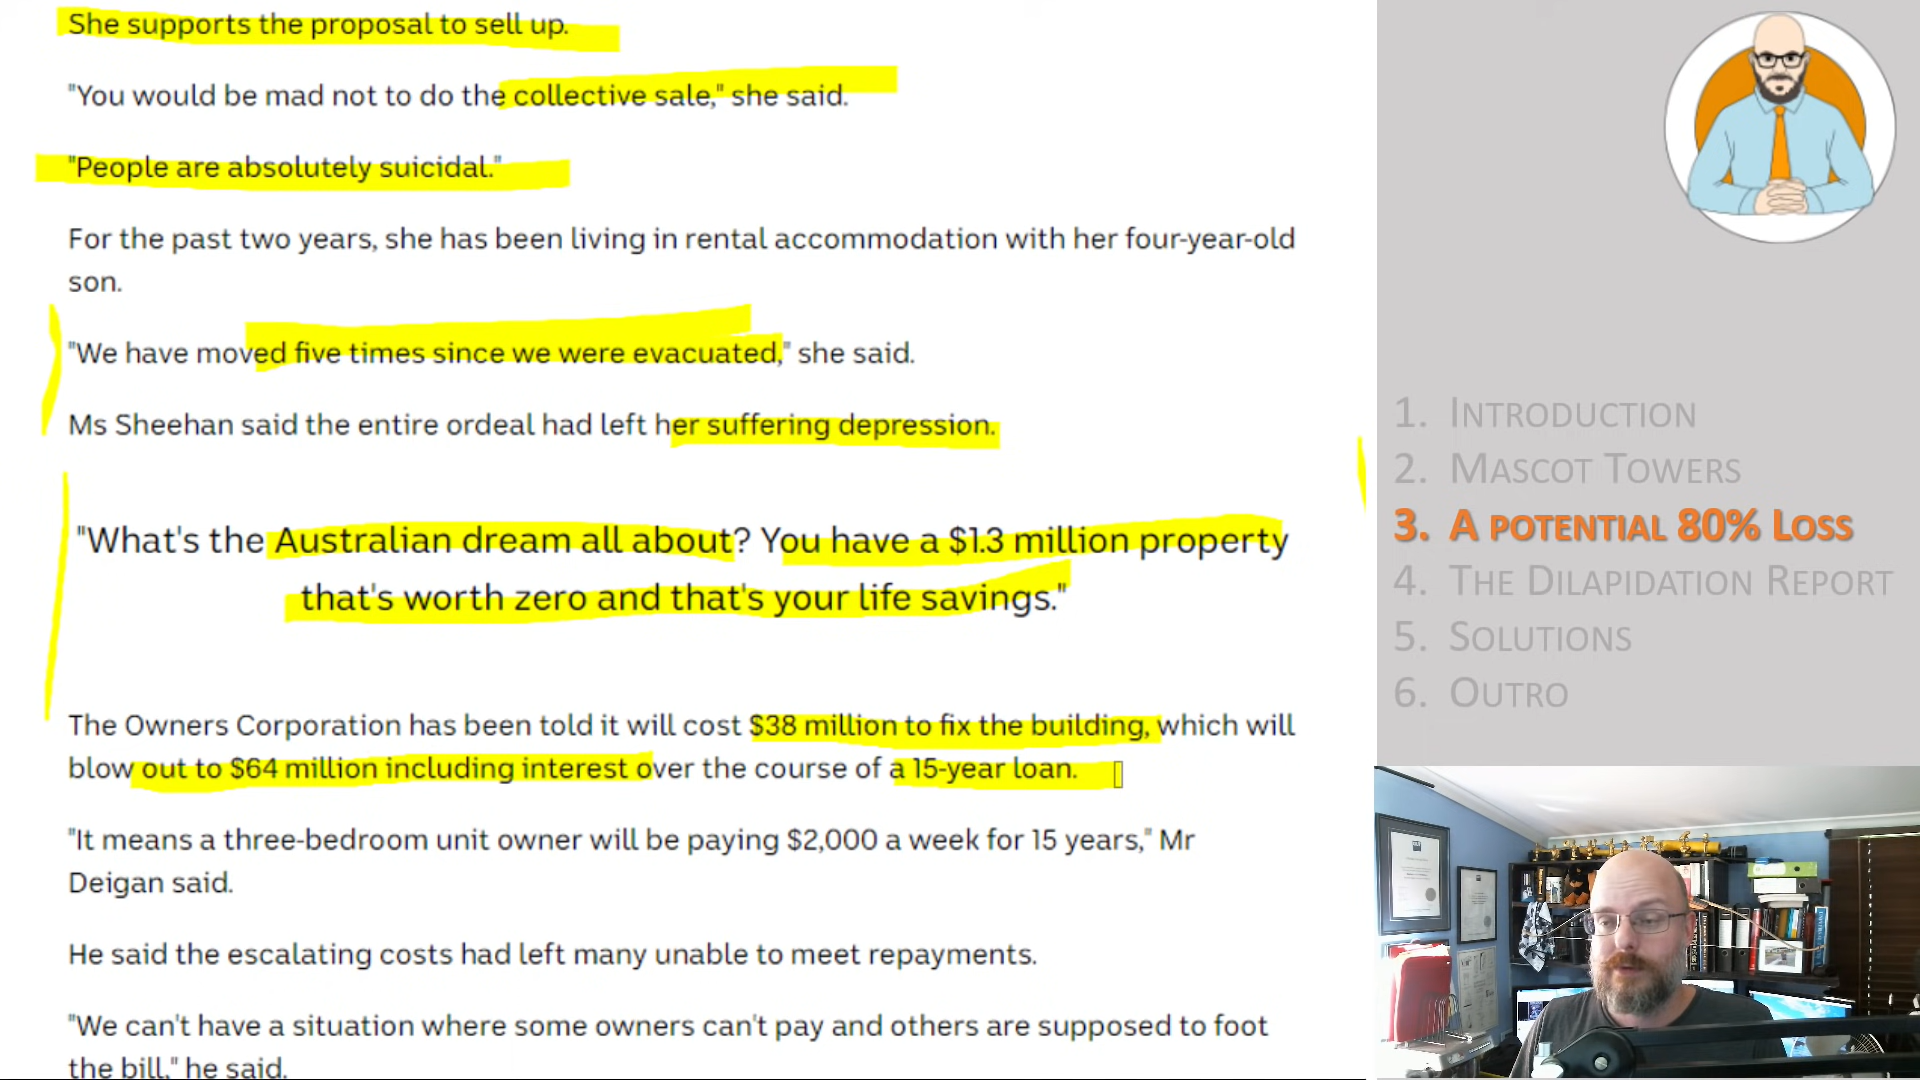 She supports the proposal to sell up.
"You would be mad not to do the collective sale," she said.
"People are absolutely suicidal."
For the past two years, she has been living in rental accommodation with her four-year-old
son.
"We have moved five times since we were evacuated," she said.
Ms Sheehan said the entire ordeal had left her suffering depression.
"What's the Australian dream all about? You have a $1.3 million property
that's worth zero and that's your life savings."
The Owners Corporation has been told it will cost $38 million to fix the building, which will
blow out to $64 million including interest over the course of a 15-year loan.
"It means a three-bedroom unit owner will be paying $2,000 a week for 15 years," Mr
Deigan said.
He said the escalating costs had left many unable to meet repayments.
"We can't have a situation where some owners can't pay and others are supposed to foot
the bill," he said.
1. Introduction
2. Mascot Towers
3. A potential 80% Loss
4. The Dilapidation Report
5. Solutions
6. Outro